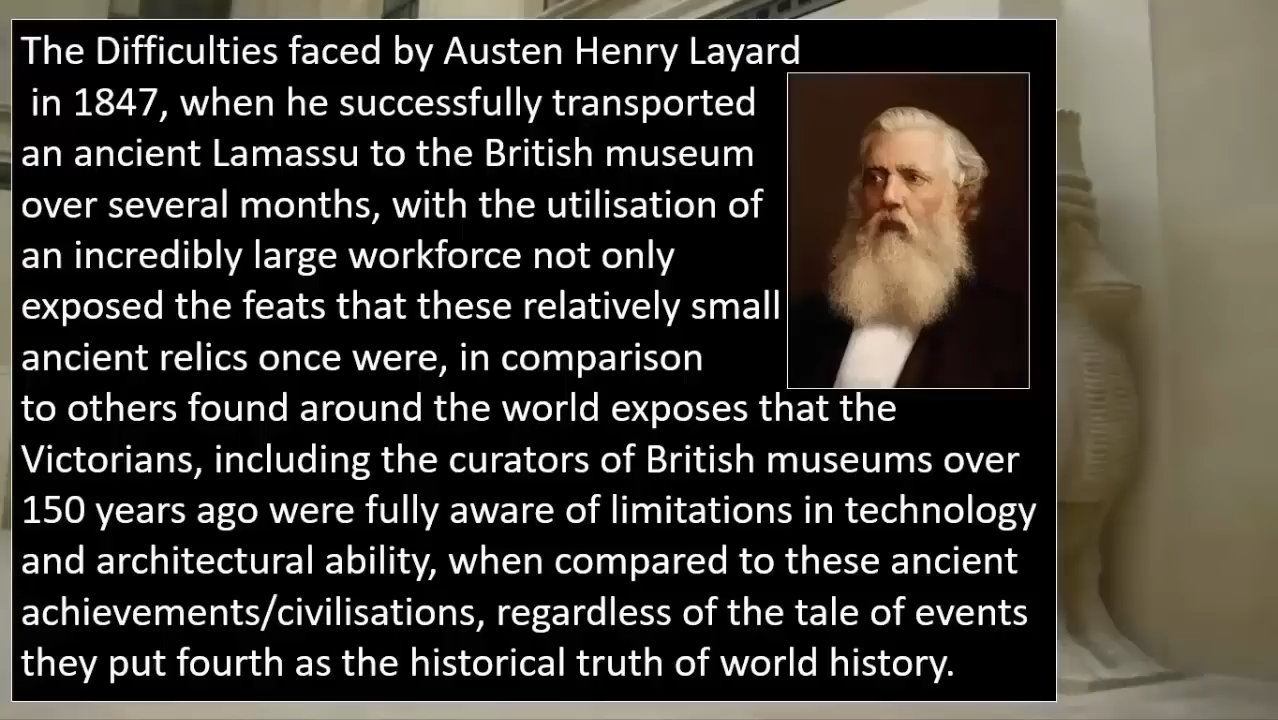 The Difficulties faced by Austen Henry Layard
in 1847, when he successfully transported
an ancient Lamassu to the British museum
over several months, with the utilisation of
an incredibly large workforce not only
exposed the feats that these relatively small
ancient relics once were, in comparison
to others found around the world exposes that the
Victorians, including the curators of British museums over
150 years ago were fully aware of limitations in technology
and architectural ability, when compared to these ancient
achievements/civilisations, regardless of the tale of events
they put fourth as the historical truth of world history.